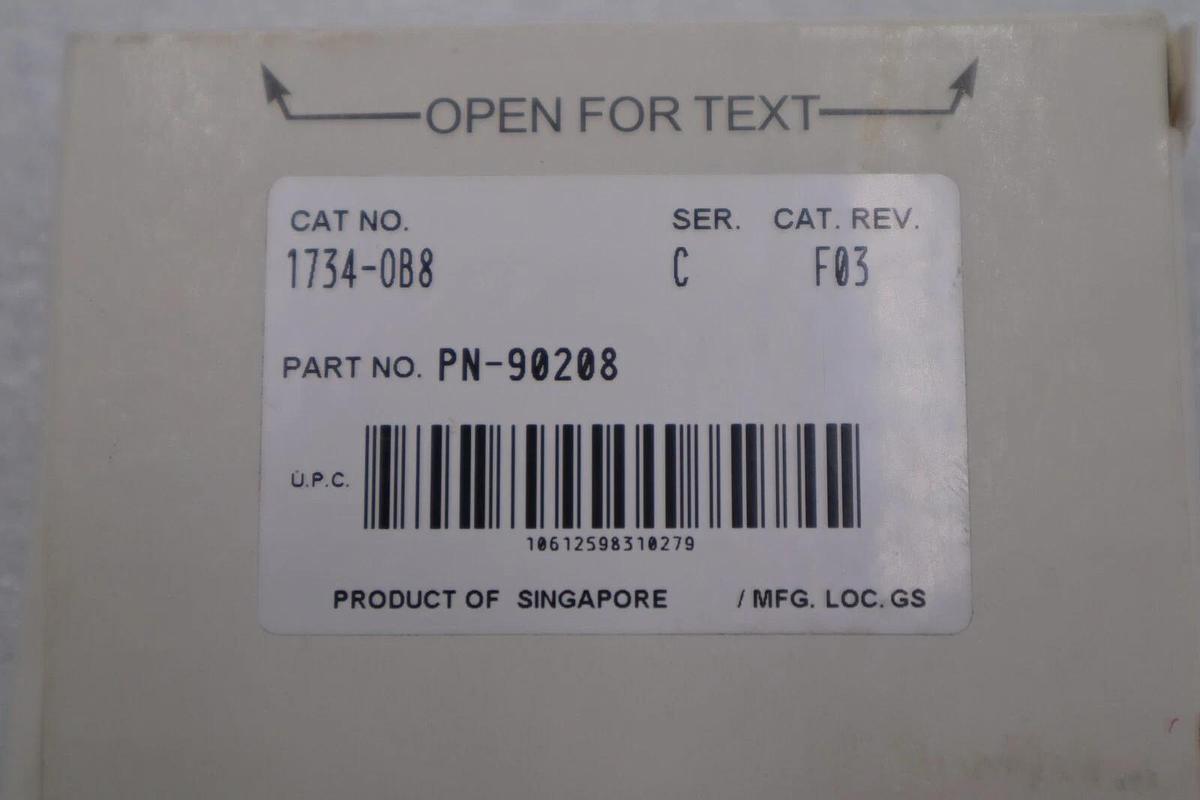 OPEN FOR TEXT
CAT NO. SER. CAT. REV.
1734-OB8 C F03
PART NO. PN-90208
U.P.C.
10612598310279
PRODUCT OF SINGAPORE / MFG. LOC. GS